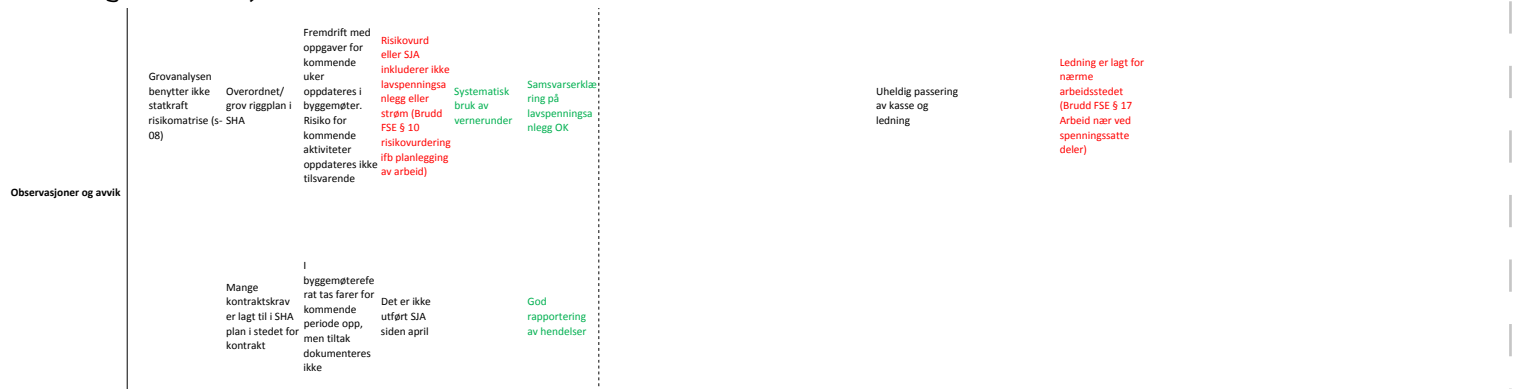 Observasjoner og avvik
Grovanalysen
benytter ikke
statkraft
risikomatrise (s-
08)
Overordnet/
grov riggplan i
SHA
Fremdrift med
oppgaver for
kommende
uker
oppdateres i
byggemøter.
Risiko for
kommende
aktiviteter
oppdateres ikke
tilsvarende
Risikovurd
eller SJA
inkluderer ikke
lavspenningsa
nlegg eller
strøm (Brudd
FSE § 10
risikovurdering
ifb planlegging
av arbeid)
Systematisk
bruk av
vernerunder
Samsvarserklæ
ring på
lavspenningsa
nlegg OK
Uheldig passering
av kasse og
ledning
Ledning er lagt for
nærme
arbeidsstedet
(Brudd FSE § 17
Arbeid nær ved
spenningssatte
deler)
Mange
kontraktskrav
er lagt til i SHA
plan i stedet for
kontrakt
I
byggemøterefe
rat tas farer for
kommende
periode opp,
men tiltak
dokumenteres
ikke
Det er ikke
utført SJA
siden april
God
rapportering
av hendelser